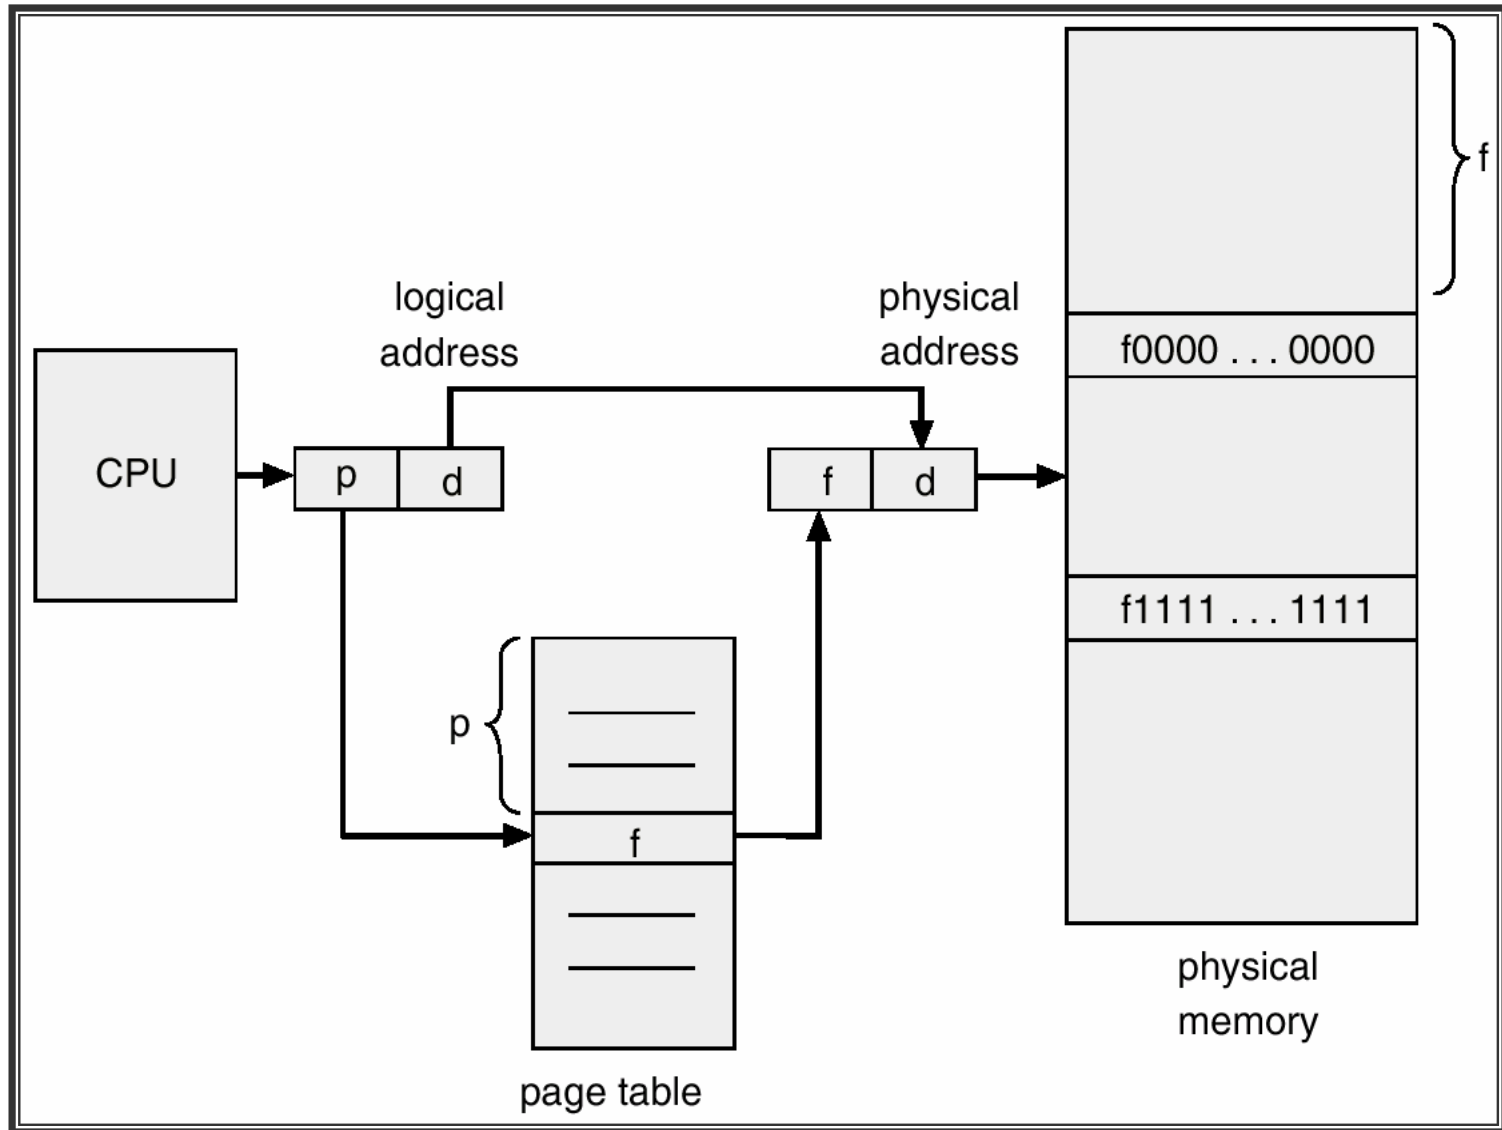 logical
address
physical
address
CPU
p
d
f
d
f
f0000 . . . 0000
f1111 . . . 1111
physical
memory
p
f
page table